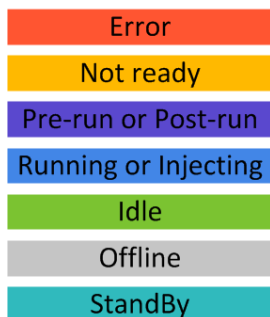 Error
Not ready
Pre-run or Post-run
Running or Injecting
Idle
Offline
StandBy